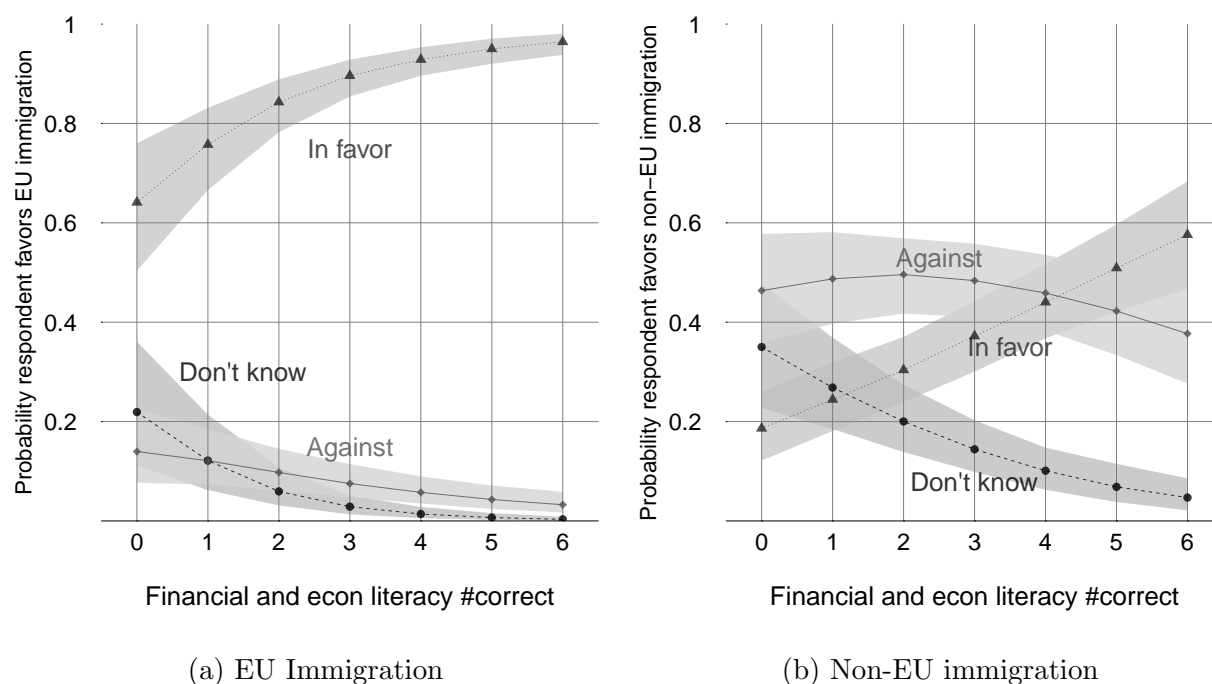 Probability respondent favors EU immigration
1
0.8
0.6
0.4
0.2
In favor
Don't know
Against
0 1 2 3 4 5 6
Financial and econ literacy #correct
(a) EU Immigration
Probability respondent favors non−EU immigration
1
0.8
0.6
0.4
0.2
Against
In favor
Don't know
0 1 2 3 4 5 6
Financial and econ literacy #correct
(b) Non-EU immigration